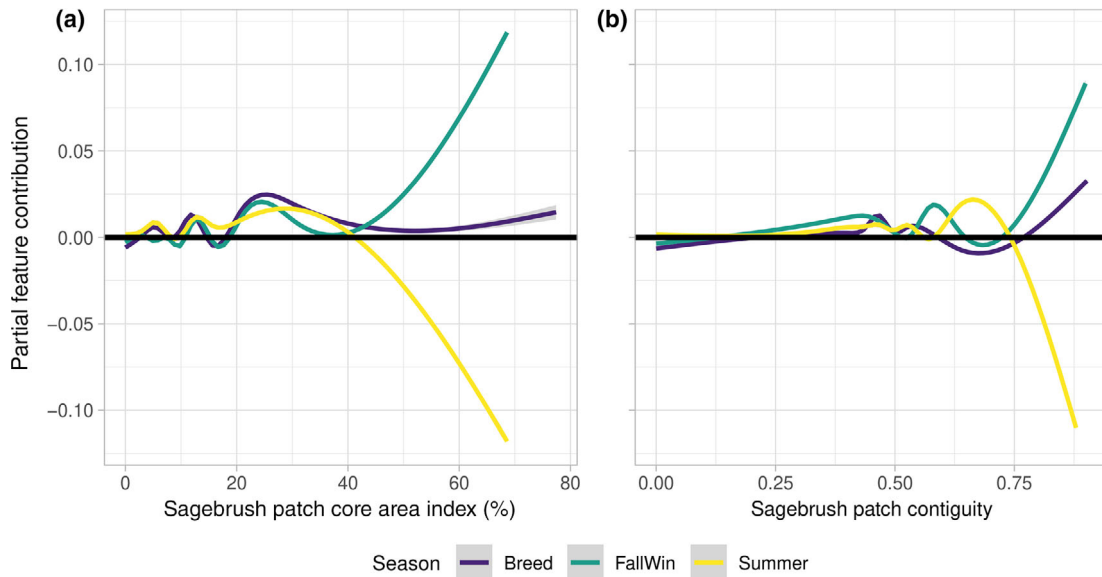 (a)
(b)
Partial feature contribution
0.10
0.05
0.00
−0.05
−0.10
0 20 40 60 80
0.00 0.25 0.50 0.75
Sagebrush patch core area index (%)
Sagebrush patch contiguity
Season Breed FallWin Summer